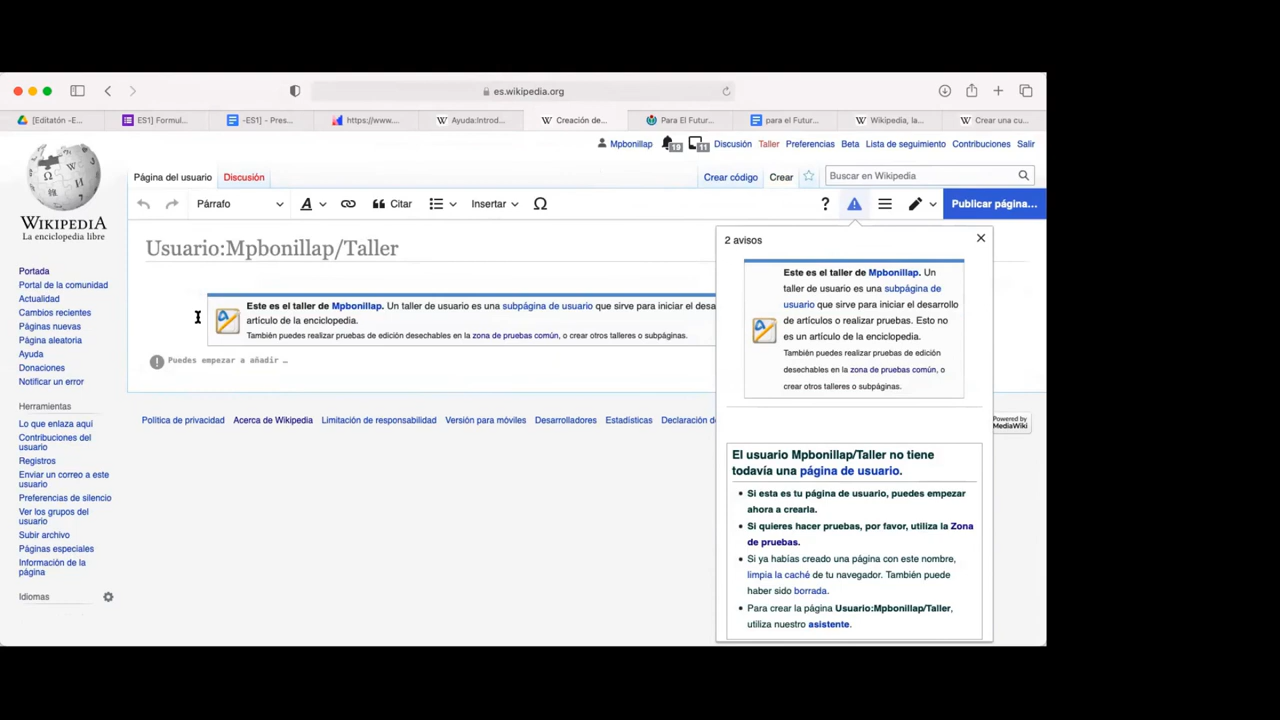 es.wikipedia.org
[Editatón -E...
ES1] Formul...
-ES1] - Pres...
https://www....
Ayuda:Introd...
Creación de...
Para El Futur...
para el Futur...
Wikipedia, la...
Crear una cu...
Mpbonillap 19 11 Discusión Taller Preferencias Beta Lista de seguimiento Contribuciones Salir
Página del usuario Discusión Crear código Crear Buscar en Wikipedia
Párrafo A Citar Insertar Ω ? Publicar página...
WIKIPEDIA
La enciclopedia libre
Portada
Portal de la comunidad
Actualidad
Cambios recientes
Páginas nuevas
Página aleatoria
Ayuda
Donaciones
Notificar un error
Herramientas
Lo que enlaza aquí
Contribuciones del
usuario
Registros
Enviar un correo a este
usuario
Preferencias de silencio
Ver los grupos del
usuario
Subir archivo
Páginas especiales
Información de la
página
Idiomas
Usuario:Mpbonillap/Taller
Este es el taller de Mpbonillap. Un taller de usuario es una subpágina de usuario que sirve para iniciar el desa
artículo de la enciclopedia.
También puedes realizar pruebas de edición desechables en la zona de pruebas común, o crear otros talleres o subpáginas.
Puedes empezar a añadir …
Política de privacidad Acerca de Wikipedia Limitación de responsabilidad Versión para móviles Desarrolladores Estadísticas Declaración de
Powered by
MediaWiki
2 avisos
Este es el taller de Mpbonillap. Un
taller de usuario es una subpágina de
usuario que sirve para iniciar el desarrollo
de artículos o realizar pruebas. Esto no
es un artículo de la enciclopedia.
También puedes realizar pruebas de edición
desechables en la zona de pruebas común, o
crear otros talleres o subpáginas.
El usuario Mpbonillap/Taller no tiene
todavía una página de usuario.
Si esta es tu página de usuario, puedes empezar
ahora a crearla.
Si quieres hacer pruebas, por favor, utiliza la Zona
de pruebas.
Si ya habías creado una página con este nombre,
limpia la caché de tu navegador. También puede
haber sido borrada.
Para crear la página Usuario:Mpbonillap/Taller,
utiliza nuestro asistente.